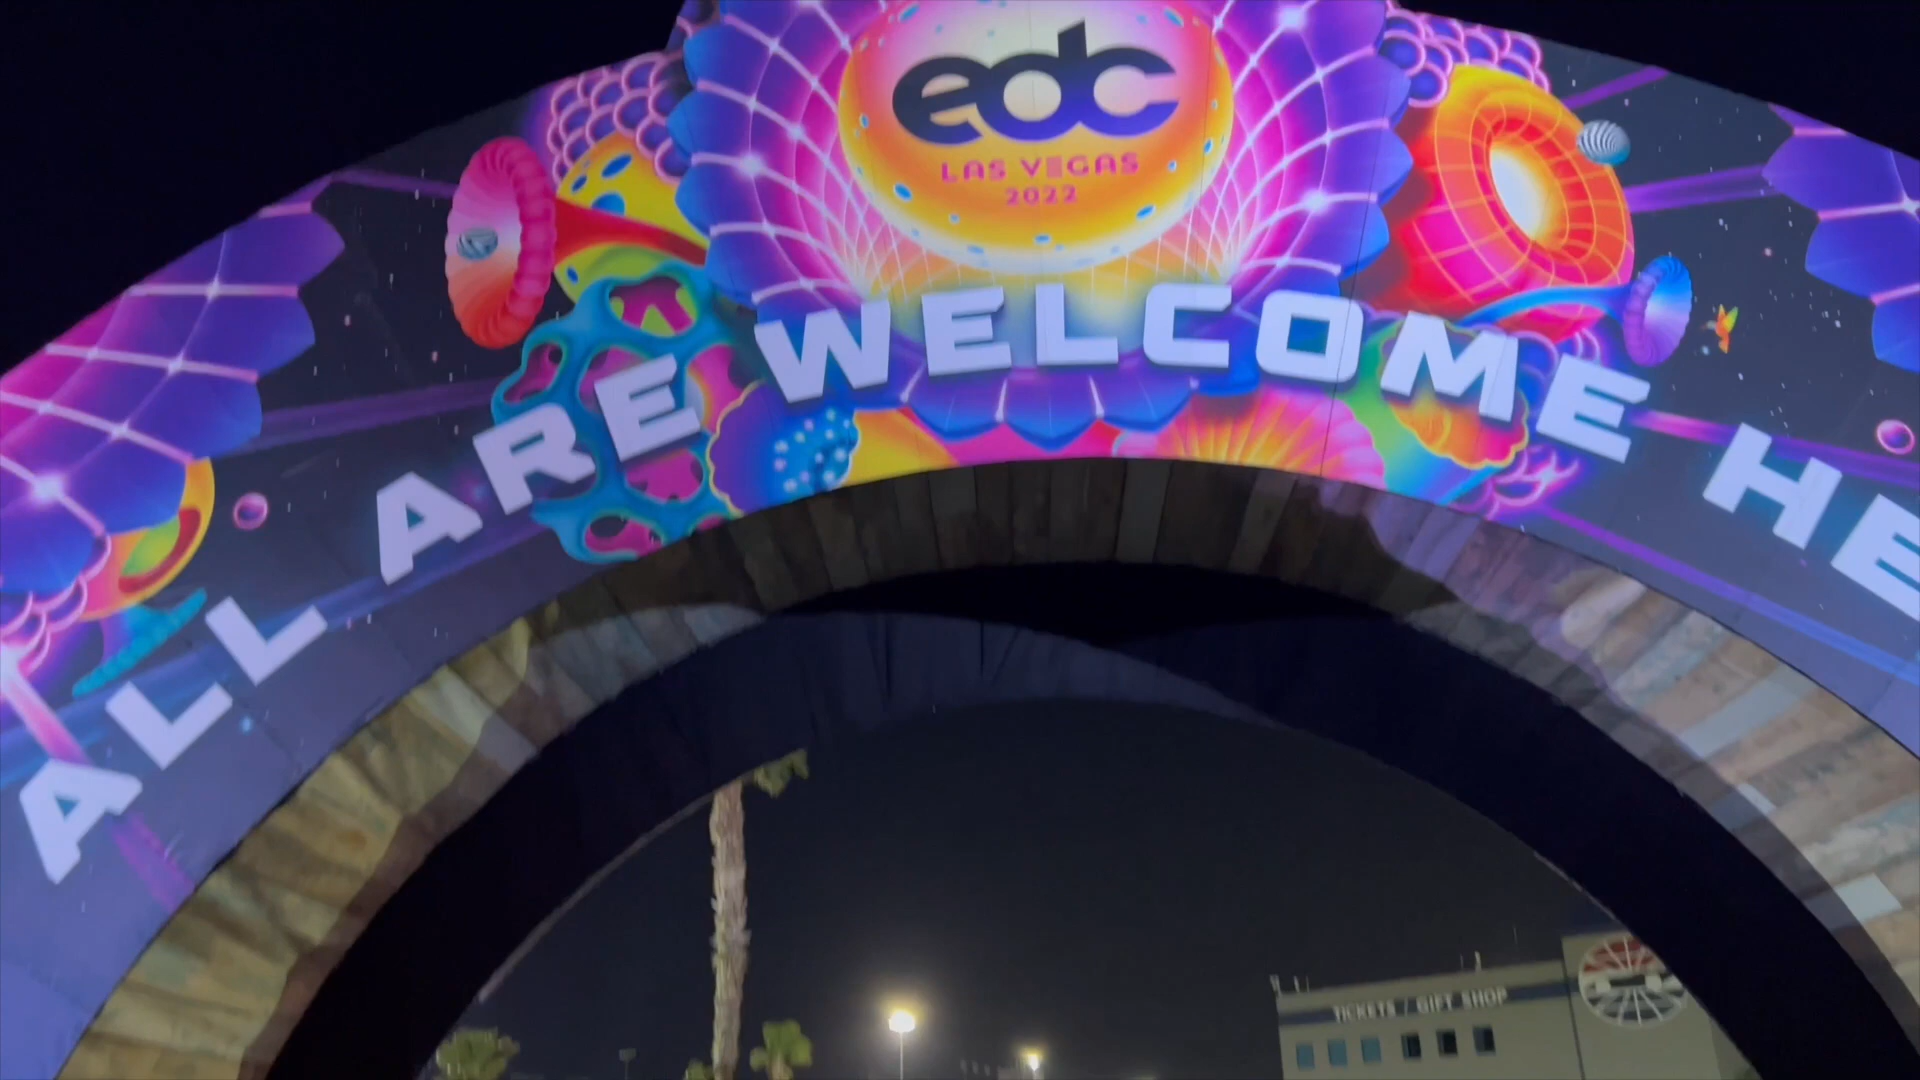 edc
LAS VEGAS
2022
ALL ARE WELCOME HE
TICKETS / GIFT SHOP